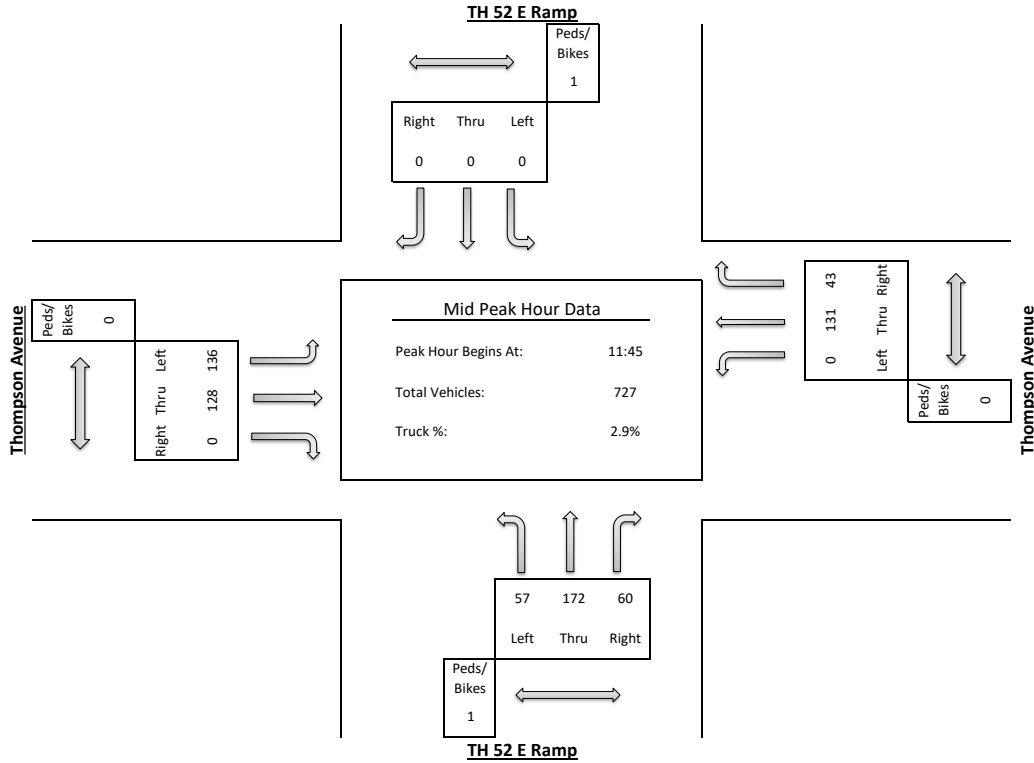 TH 52 E Ramp
Peds/
Bikes
1
Right Thru Left
0 0 0
Thompson Avenue
Peds/
Bikes
0
Left 136
Thru 128
Right 0
Mid Peak Hour Data
Peak Hour Begins At: 11:45
Total Vehicles: 727
Truck %: 2.9%
43 Right
131 Thru
0 Left
Peds/
Bikes
0
Thompson Avenue
57 172 60
Left Thru Right
Peds/
Bikes
1
TH 52 E Ramp